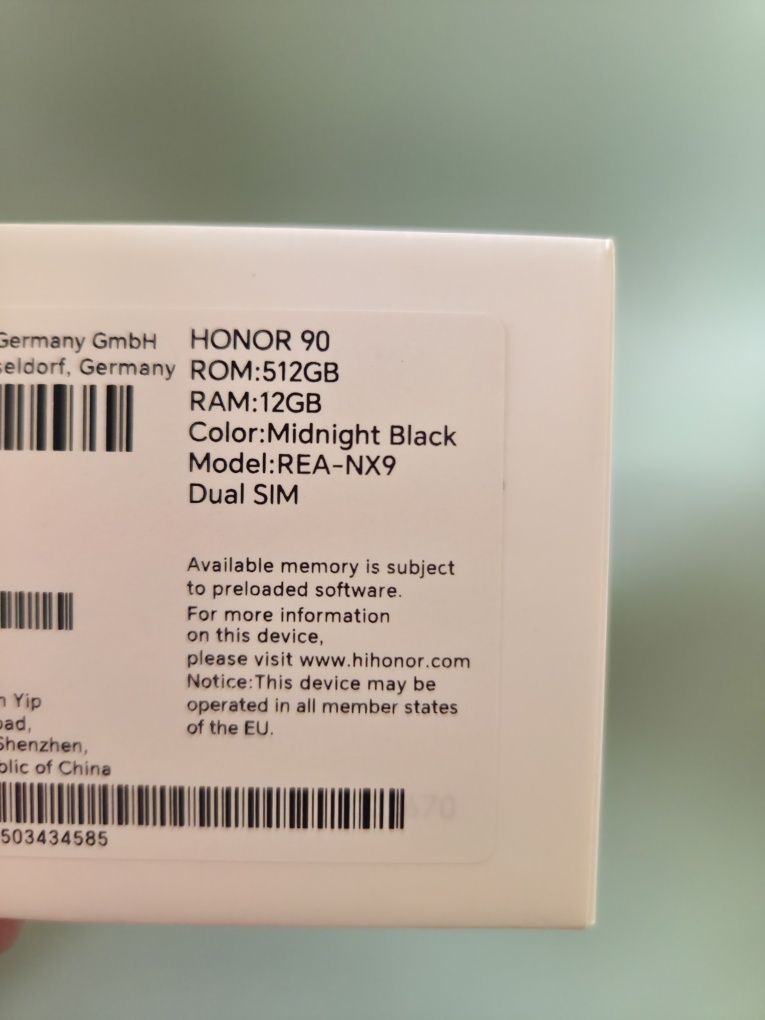 Germany GmbH
seldorf, Germany
HONOR 90
ROM:512GB
RAM:12GB
Color:Midnight Black
Model:REA-NX9
Dual SIM
Available memory is subject
to preloaded software.
For more information
on this device,
please visit www.hihonor.com
Notice:This device may be
operated in all member states
of the EU.
n Yip
oad,
Shenzhen,
blic of China
503434585
670